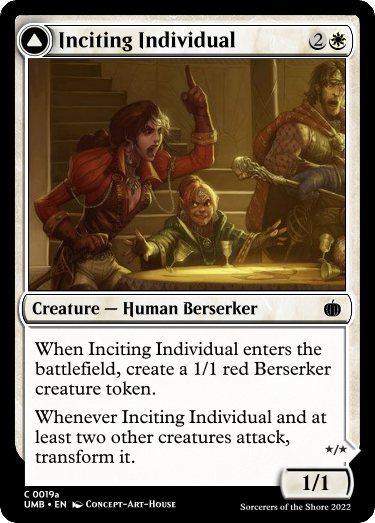 Inciting Individual 2
Creature — Human Berserker
When Inciting Individual enters the
battlefield, create a 1/1 red Berserker
creature token.
Whenever Inciting Individual and at
least two other creatures attack,
transform it.
*/*
1/1
C 0019a
UMB • EN Concept-Art-House
Sorcerers of the Shore 2022